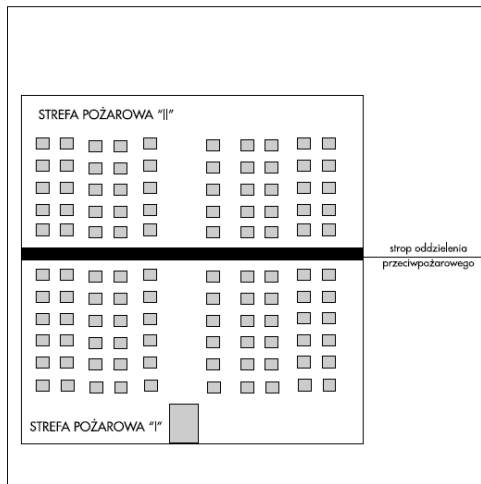 STREFA POŻAROWA "II"
strop oddzielenia
przeciwpożarowego
STREFA POŻAROWA "I"